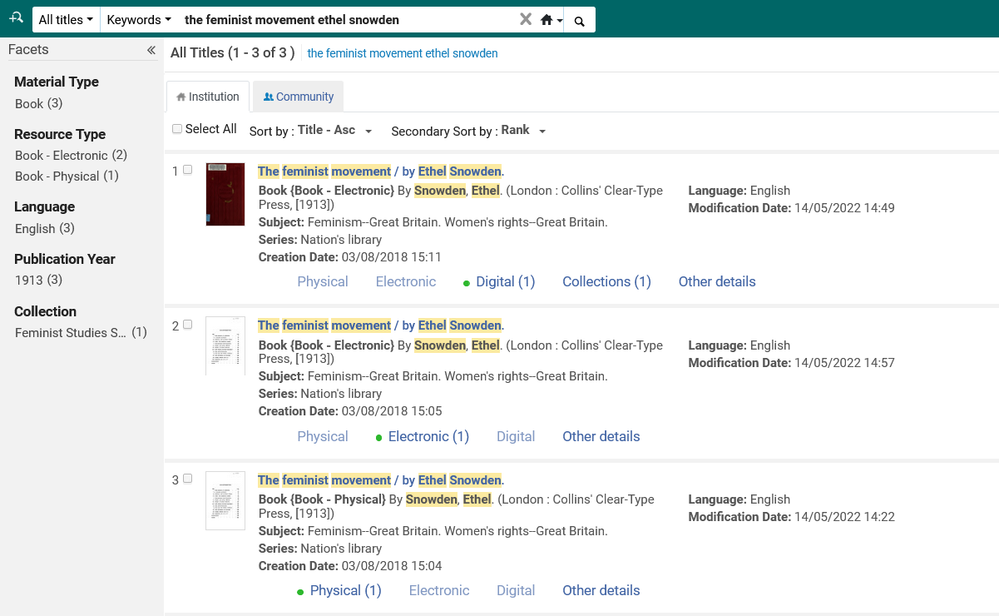 All titles Keywords the feminist movement ethel snowden
Facets
Material Type
Book (3)
Resource Type
Book - Electronic (2)
Book - Physical (1)
Language
English (3)
Publication Year
1913 (3)
Collection
Feminist Studies S... (1)
All Titles (1 - 3 of 3 ) the feminist movement ethel snowden
Institution Community
Select All Sort by : Title - Asc Secondary Sort by : Rank
1
The feminist movement / by Ethel Snowden.
Book {Book - Electronic} By Snowden, Ethel. (London : Collins' Clear-Type
Press, [1913])
Subject: Feminism--Great Britain. Women's rights--Great Britain.
Series: Nation's library
Creation Date: 03/08/2018 15:11
Language: English
Modification Date: 14/05/2022 14:49
Physical Electronic Digital (1) Collections (1) Other details
2
The feminist movement / by Ethel Snowden.
Book {Book - Electronic} By Snowden, Ethel. (London : Collins' Clear-Type
Press, [1913])
Subject: Feminism--Great Britain. Women's rights--Great Britain.
Series: Nation's library
Creation Date: 03/08/2018 15:05
Language: English
Modification Date: 14/05/2022 14:57
Physical Electronic (1) Digital Other details
3
The feminist movement / by Ethel Snowden.
Book {Book - Physical} By Snowden, Ethel. (London : Collins' Clear-Type
Press, [1913])
Subject: Feminism--Great Britain. Women's rights--Great Britain.
Series: Nation's library
Creation Date: 03/08/2018 15:04
Language: English
Modification Date: 14/05/2022 14:22
Physical (1) Electronic Digital Other details